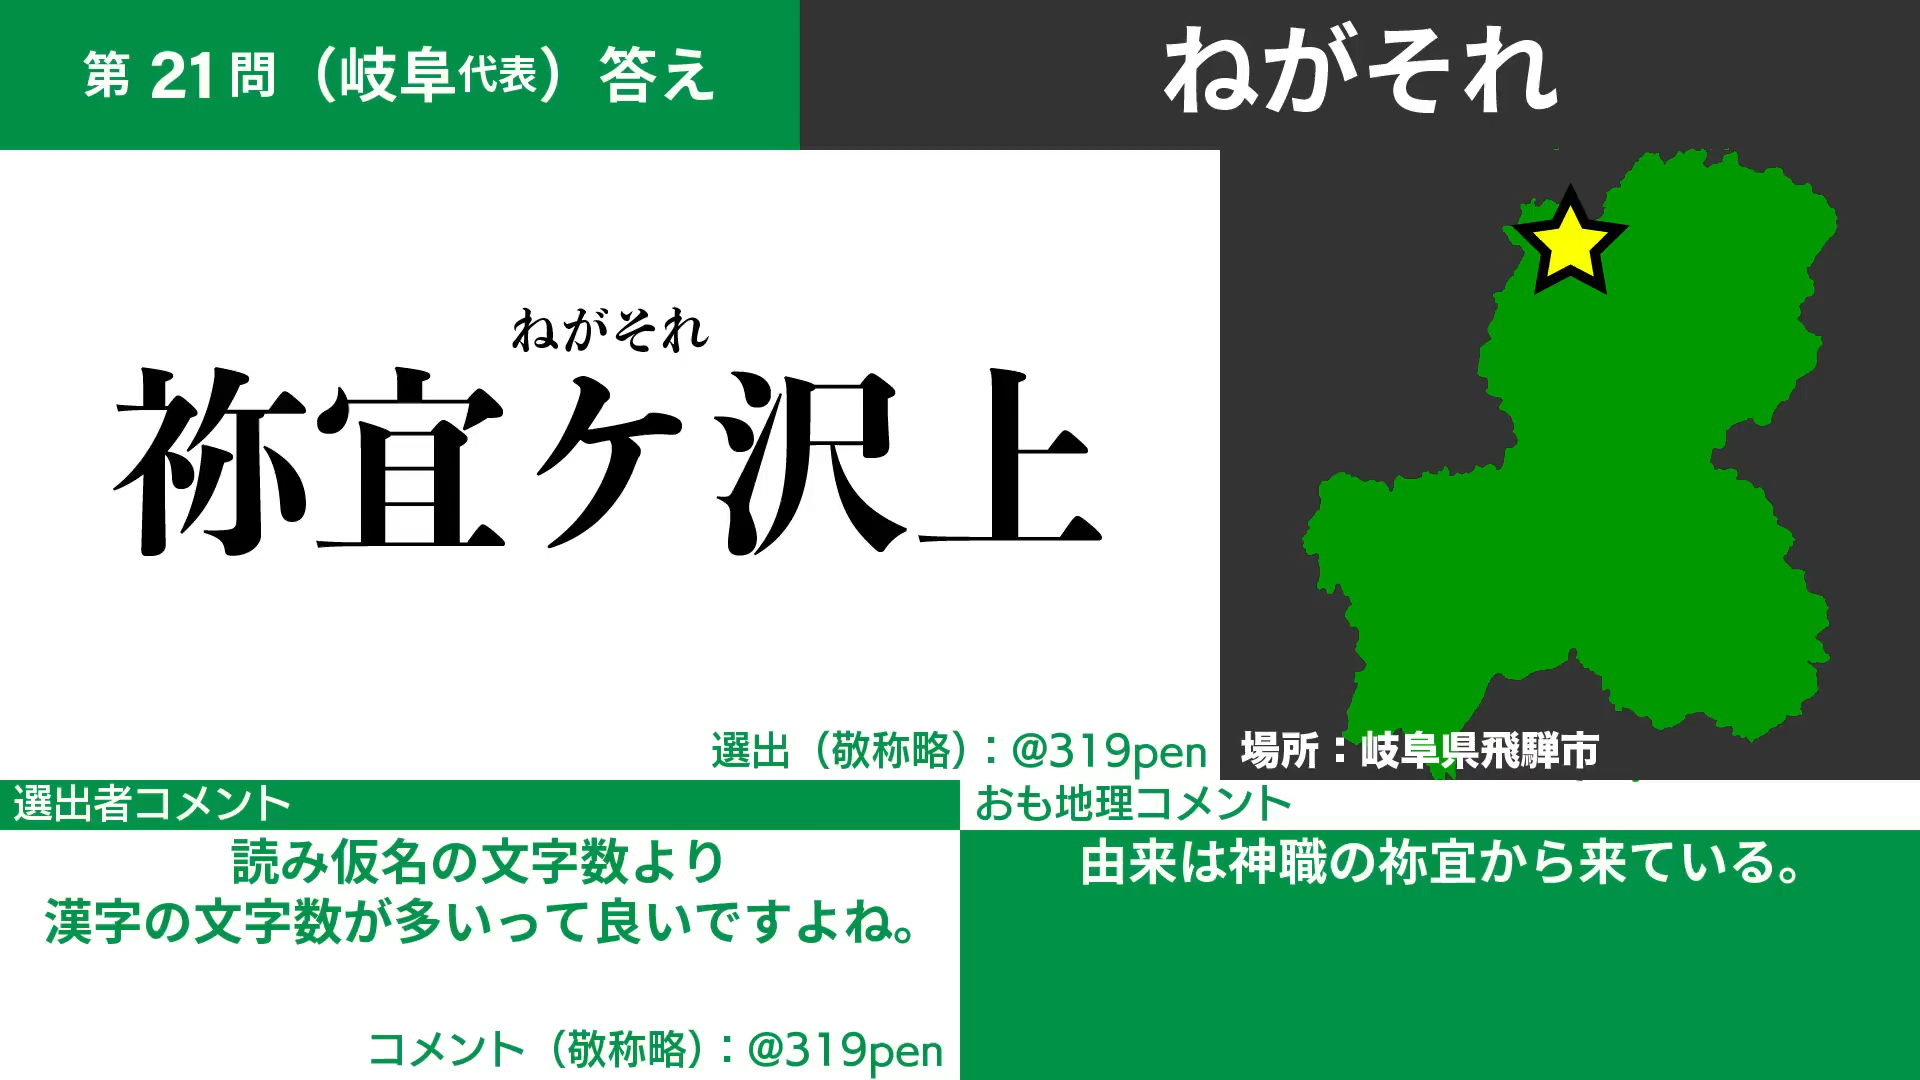 第21問（岐阜代表）答え
ねがそれ
ねがそれ
祢宜ケ沢上
選出（敬称略）：@319pen
場所：岐阜県飛騨市
選出者コメント
読み仮名の文字数より
漢字の文字数が多いって良いですよね。
コメント（敬称略）：@319pen
おも地理コメント
由来は神職の祢宜から来ている。